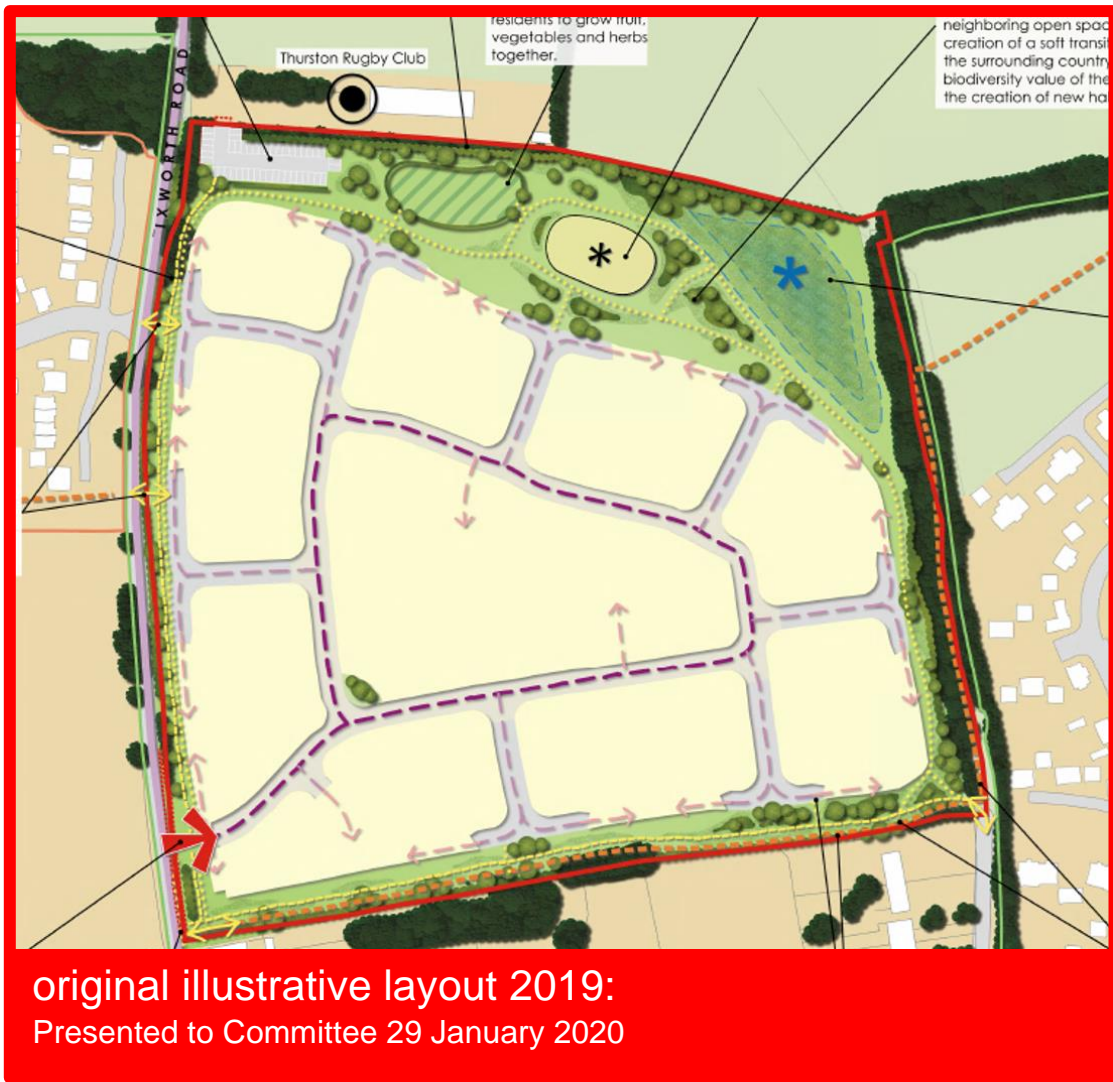 residents to grow fruit,
vegetables and herbs
together.
neighboring open spac
creation of a soft transit
the surrounding country
biodiversity value of the
the creation of new ha
Thurston Rugby Club
IXWORTH ROAD
*
*
original illustrative layout 2019:
Presented to Committee 29 January 2020